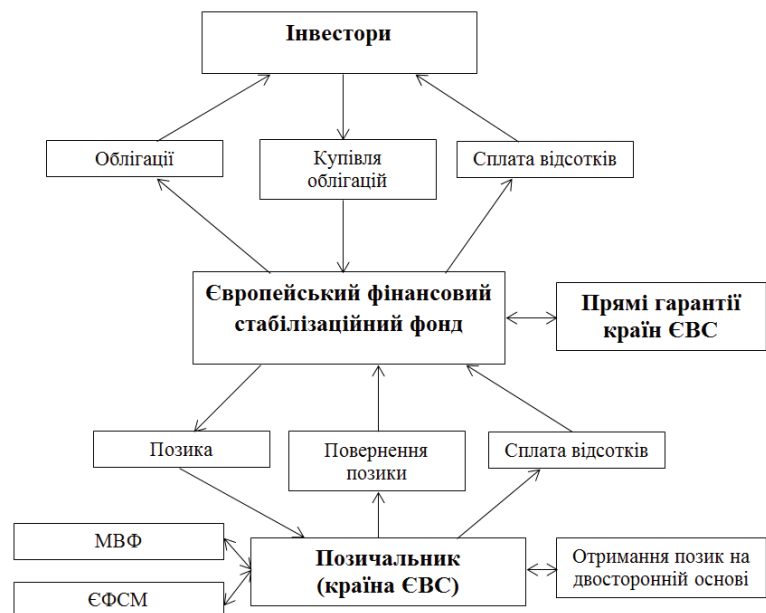 Інвестори
Облігації
Купівля
облігацій
Сплата відсотків
Європейський фінансовий
стабілізаційний фонд
Прямі гарантії
країн ЄВС
Позика
Повернення
позики
Сплата відсотків
МВФ
ЄФСМ
Позичальник
(країна ЄВС)
Отримання позик на
двосторонній основі